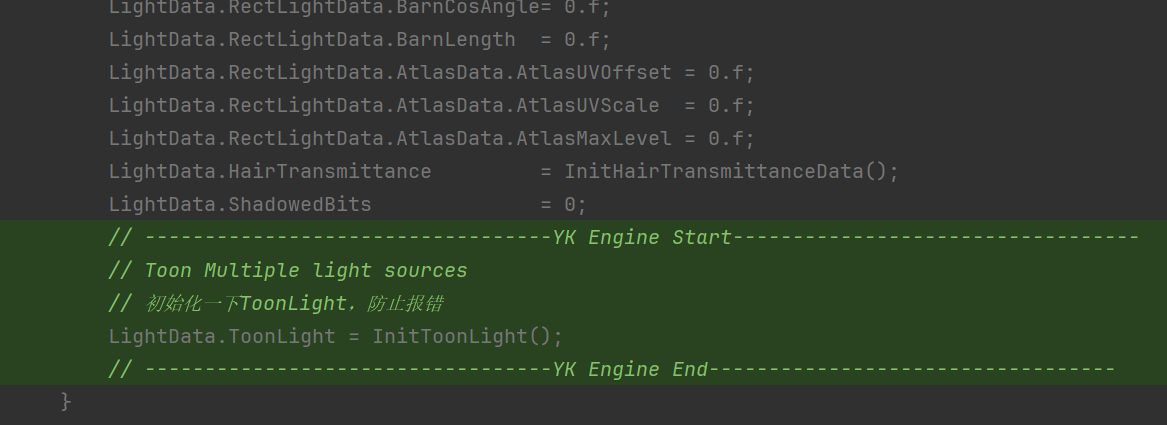 LightData.RectLightData.BarnCosAngle= 0.f;
LightData.RectLightData.BarnLength  = 0.f;
LightData.RectLightData.AtlasData.AtlasUVOffset = 0.f;
LightData.RectLightData.AtlasData.AtlasUVScale  = 0.f;
LightData.RectLightData.AtlasData.AtlasMaxLevel = 0.f;
LightData.HairTransmittance         = InitHairTransmittanceData();
LightData.ShadowedBits              = 0;
// ----------------------------------YK Engine Start----------------------------------
// Toon Multiple light sources
// 初始化一下ToonLight，防止报错
LightData.ToonLight = InitToonLight();
// ----------------------------------YK Engine End----------------------------------
}